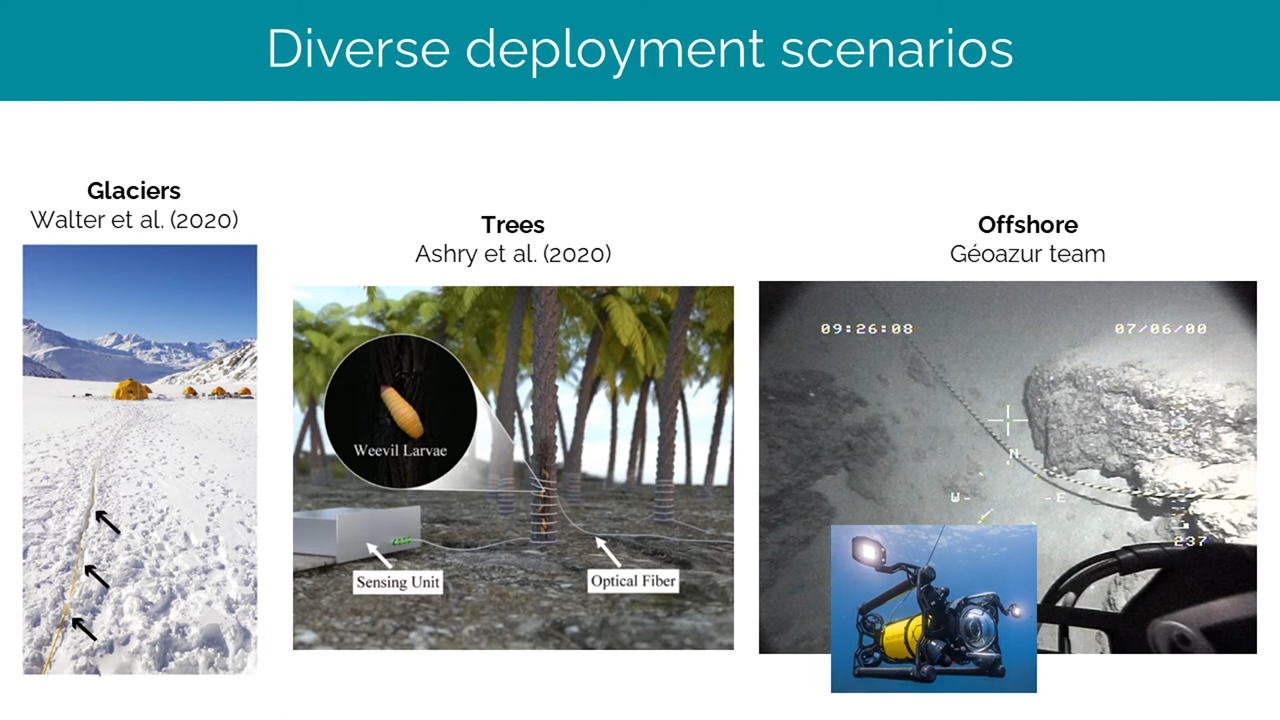 Diverse deployment scenarios
Glaciers
Walter et al. (2020)
Trees
Ashry et al. (2020)
Weevil Larvae
Sensing Unit
Optical Fiber
Offshore
Géoazur team
09:26:08
07/06/00
N
W-
-E
237